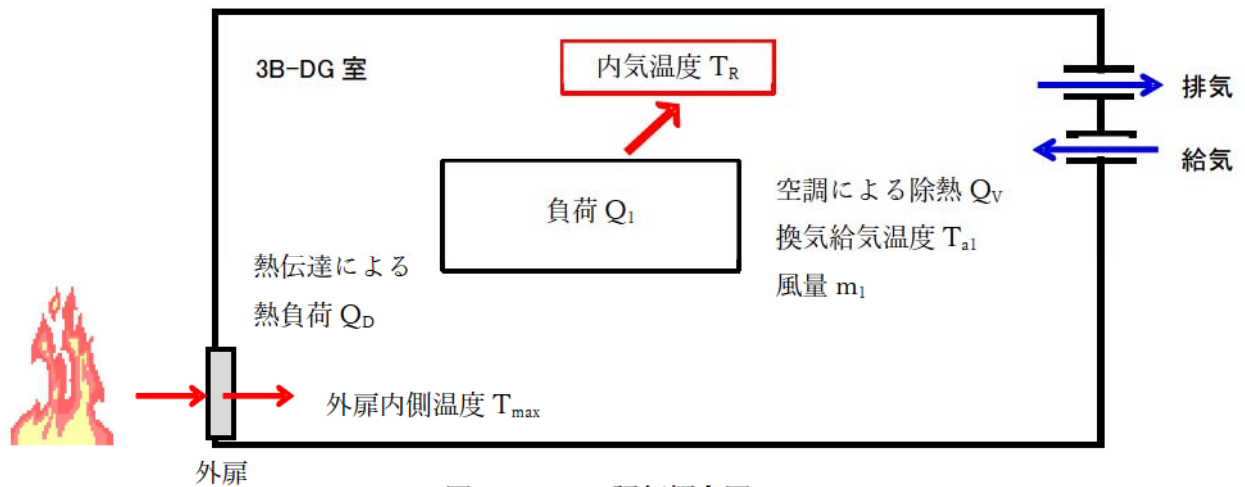 3B-DG 室
内気温度 TR
排気
給気
負荷 Q1
空調による除熱 QV
換気給気温度 Ta1
風量 m1
熱伝達による
熱負荷 QD
外扉内側温度 Tmax
外扉